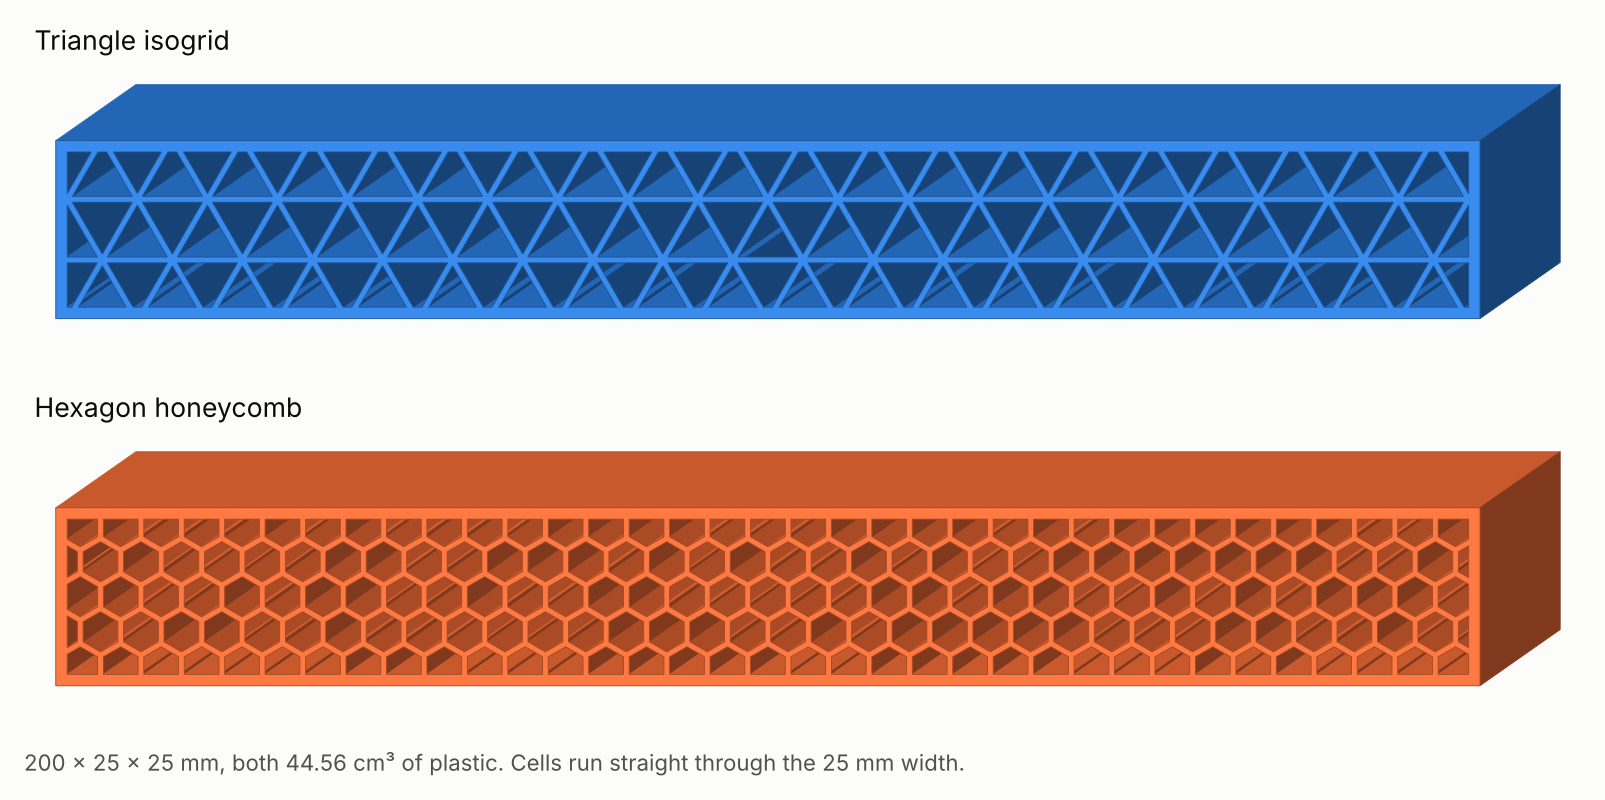 Triangle isogrid
Hexagon honeycomb
200 × 25 × 25 mm, both 44.56 cm³ of plastic. Cells run straight through the 25 mm width.